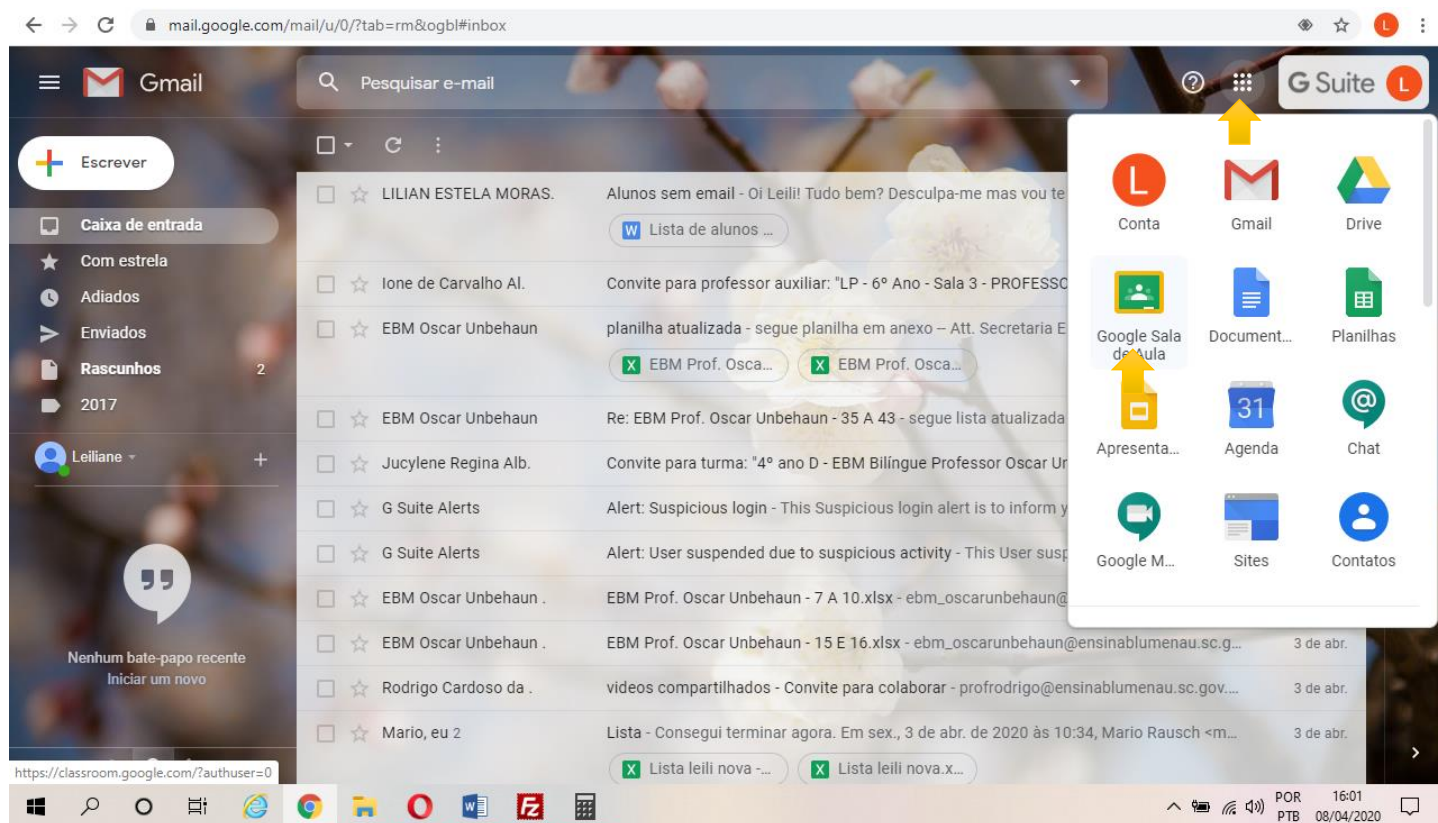 mail.google.com/mail/u/0/?tab=rm&ogbl#inbox
L
Gmail
Pesquisar e-mail
G Suite L
Escrever
Caixa de entrada
Com estrela
Adiados
Enviados
Rascunhos 2
2017
Leiliane
Nenhum bate-papo recente
Iniciar um novo
LILIAN ESTELA MORAS. Alunos sem email - Oi Leili! Tudo bem? Desculpa-me mas vou te
W Lista de alunos ...
Ione de Carvalho Al. Convite para professor auxiliar: "LP - 6º Ano - Sala 3 - PROFESSO
EBM Oscar Unbehaun planilha atualizada - segue planilha em anexo -- Att. Secretaria E
X EBM Prof. Osca... X EBM Prof. Osca...
EBM Oscar Unbehaun Re: EBM Prof. Oscar Unbehaun - 35 A 43 - segue lista atualizada
Jucylene Regina Alb. Convite para turma: "4º ano D - EBM Bilíngue Professor Oscar Un
G Suite Alerts Alert: Suspicious login - This Suspicious login alert is to inform y
G Suite Alerts Alert: User suspended due to suspicious activity - This User susp
EBM Oscar Unbehaun . EBM Prof. Oscar Unbehaun - 7 A 10.xlsx - ebm_oscarunbehaun@
EBM Oscar Unbehaun . EBM Prof. Oscar Unbehaun - 15 E 16.xlsx - ebm_oscarunbehaun@ensinablumenau.sc.g... 3 de abr.
Rodrigo Cardoso da . videos compartilhados - Convite para colaborar - profrodrigo@ensinablumenau.sc.gov.... 3 de abr.
Mario, eu 2 Lista - Consegui terminar agora. Em sex., 3 de abr. de 2020 às 10:34, Mario Rausch <m... 3 de abr.
X Lista leili nova -... X Lista leili nova.x...
L
Conta Gmail Drive
Google Sala Document... Planilhas
de Aula
31
Apresenta... Agenda Chat
Google M... Sites Contatos
https://classroom.google.com/?authuser=0
POR 16:01
PTB 08/04/2020